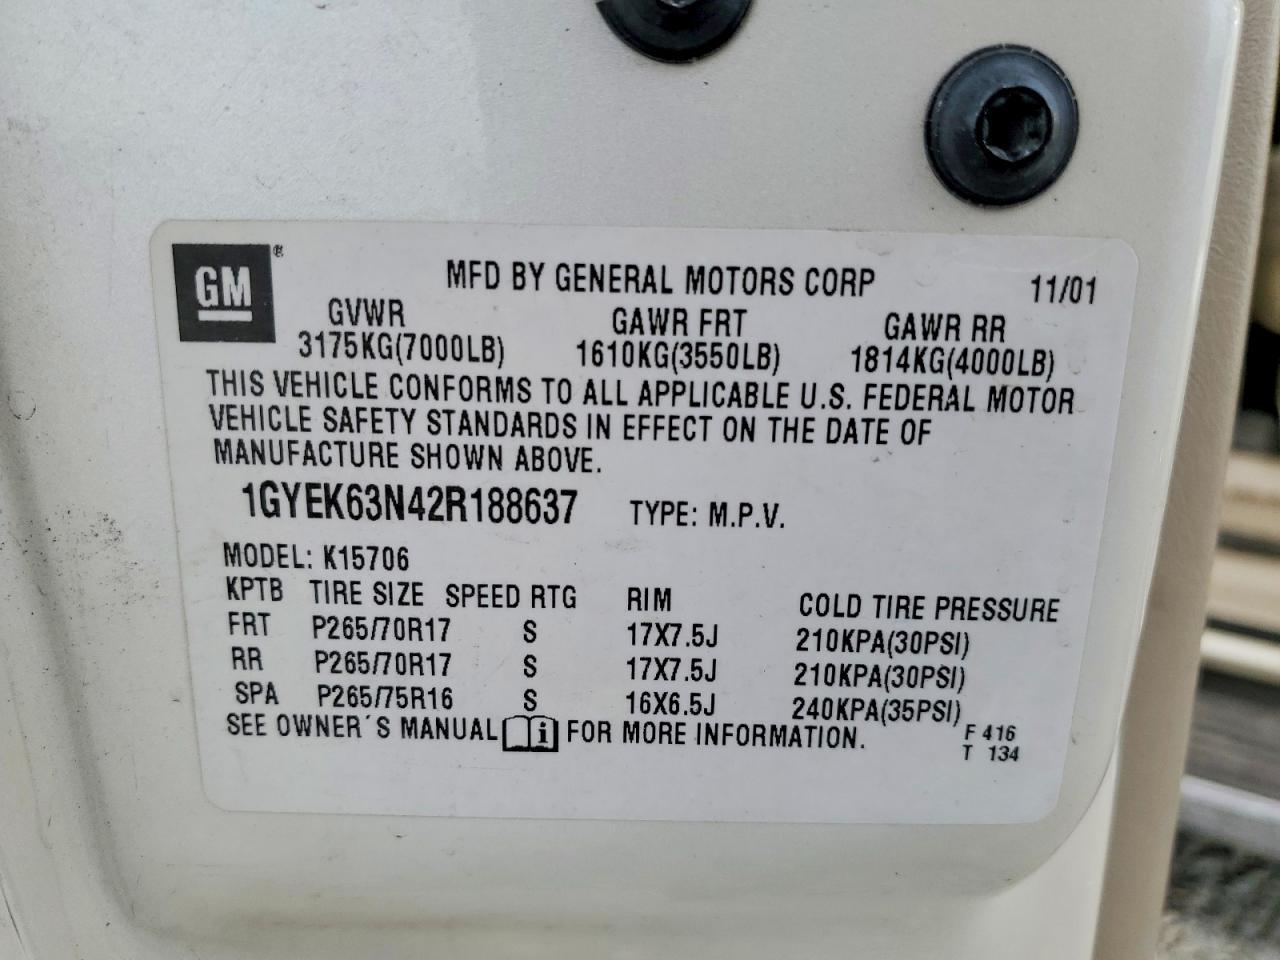 GM ®
MFD BY GENERAL MOTORS CORP 11/01
GVWR GAWR FRT GAWR RR
3175KG(7000LB) 1610KG(3550LB) 1814KG(4000LB)
THIS VEHICLE CONFORMS TO ALL APPLICABLE U.S. FEDERAL MOTOR
VEHICLE SAFETY STANDARDS IN EFFECT ON THE DATE OF
MANUFACTURE SHOWN ABOVE.
1GYEK63N42R188637 TYPE: M.P.V.
MODEL: K15706
KPTB TIRE SIZE SPEED RTG RIM COLD TIRE PRESSURE
FRT P265/70R17 S 17X7.5J 210KPA(30PSI)
RR P265/70R17 S 17X7.5J 210KPA(30PSI)
SPA P265/75R16 S 16X6.5J 240KPA(35PSI)
SEE OWNER´S MANUAL i FOR MORE INFORMATION. F 416
T 134